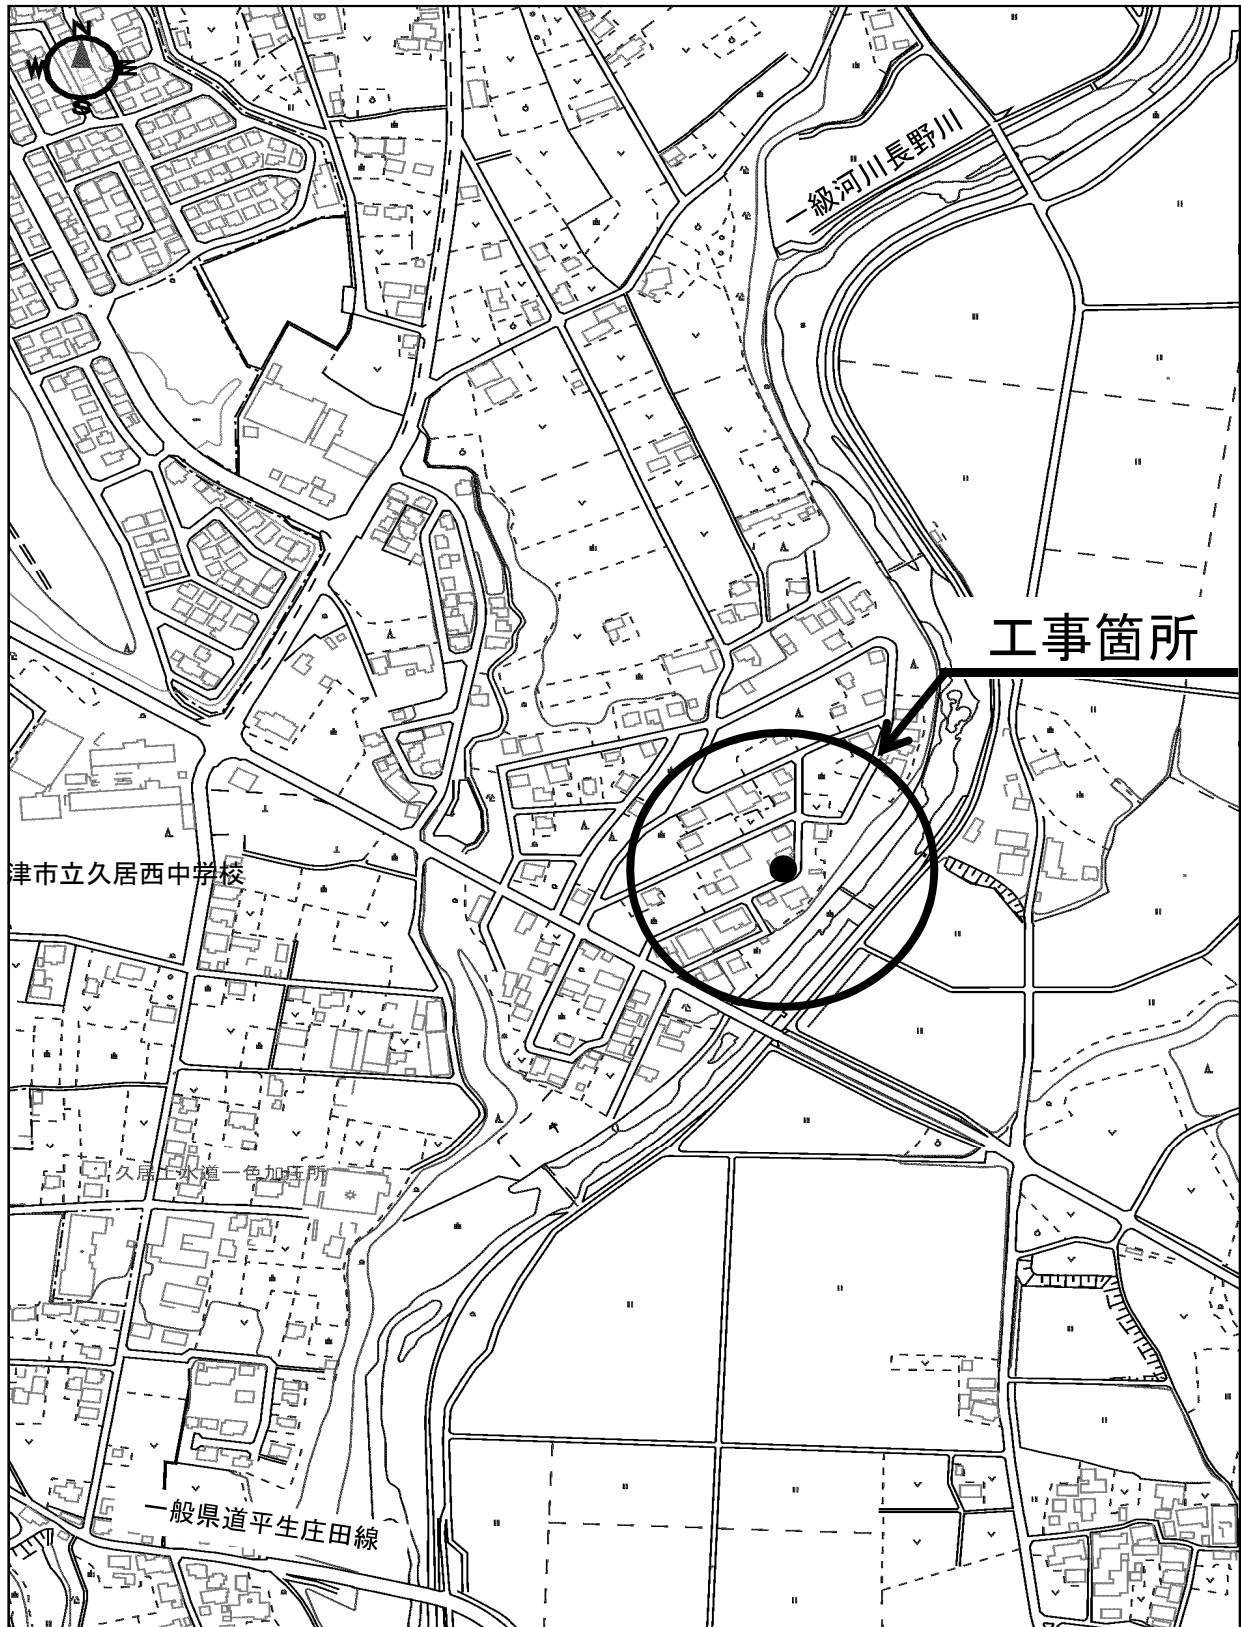 N
W
S
一級河川長野川
工事箇所
津市立久居西中学校
久居上水道一色加圧所
一般県道平生庄田線